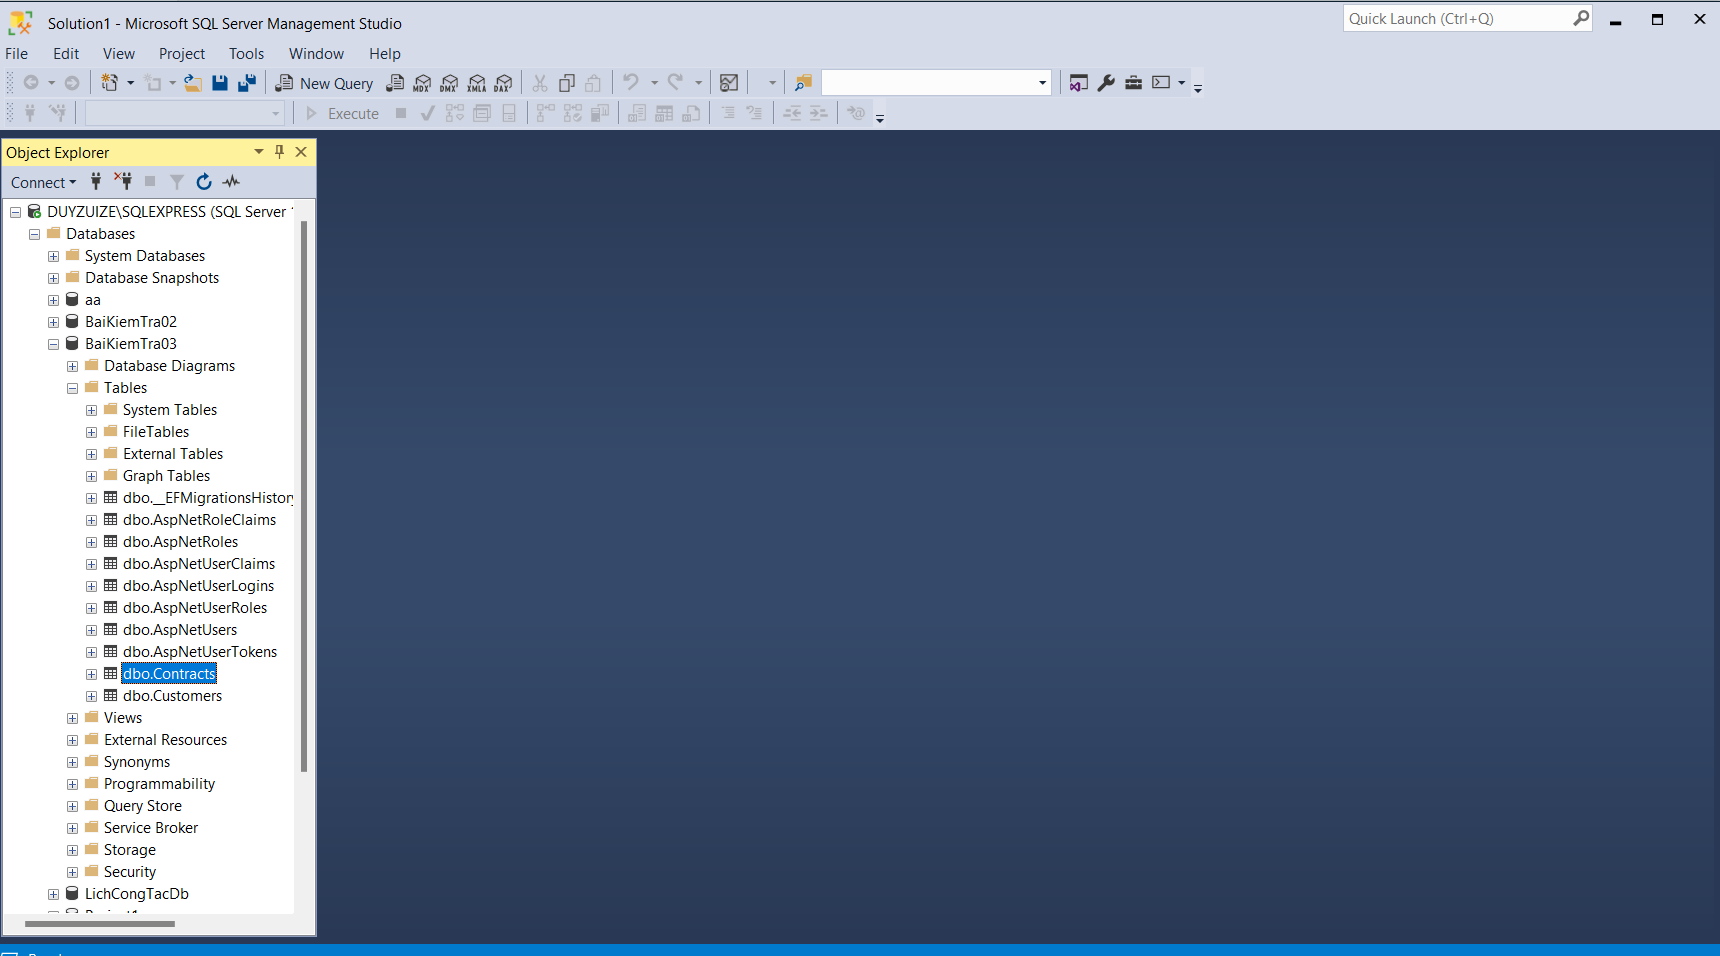 Solution1 - Microsoft SQL Server Management Studio
Quick Launch (Ctrl+Q)
File Edit View Project Tools Window Help
New Query MDX DMX XMLA DAX
Execute
Object Explorer
Connect
DUYZUIZE\SQLEXPRESS (SQL Server
Databases
System Databases
Database Snapshots
aa
BaiKiemTra02
BaiKiemTra03
Database Diagrams
Tables
System Tables
FileTables
External Tables
Graph Tables
dbo.__EFMigrationsHistory
dbo.AspNetRoleClaims
dbo.AspNetRoles
dbo.AspNetUserClaims
dbo.AspNetUserLogins
dbo.AspNetUserRoles
dbo.AspNetUsers
dbo.AspNetUserTokens
dbo.Contracts
dbo.Customers
Views
External Resources
Synonyms
Programmability
Query Store
Service Broker
Storage
Security
LichCongTacDb